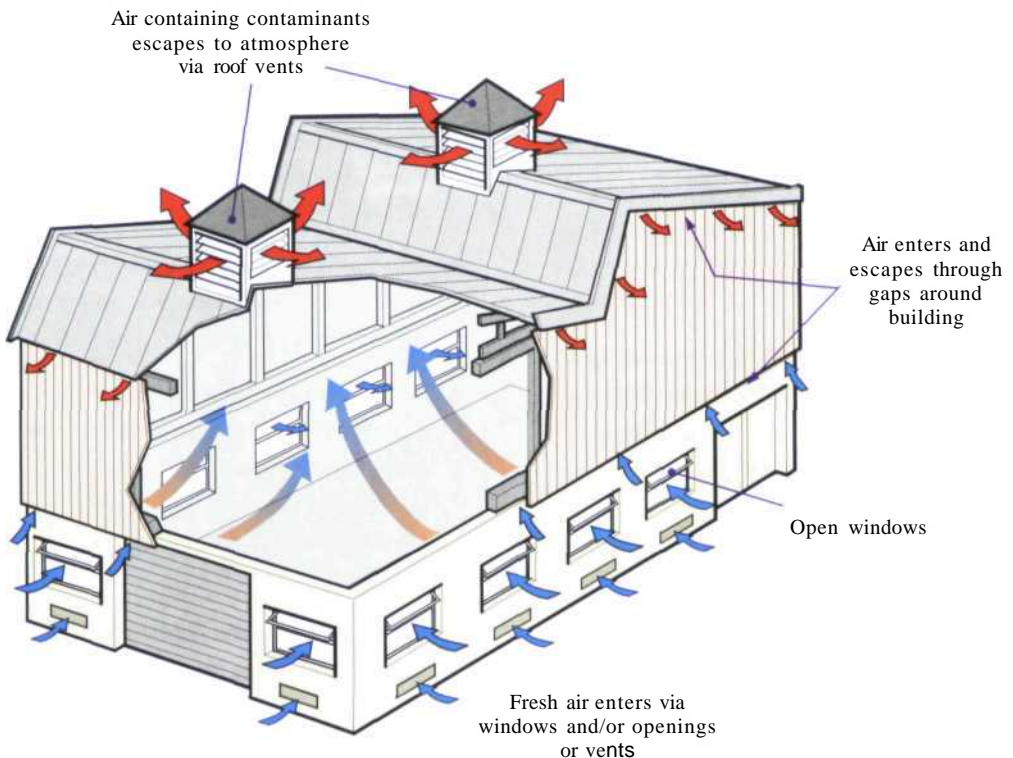 Air containing contaminants
escapes to atmosphere
via roof vents
Air enters and
escapes through
gaps around
building
Open windows
Fresh air enters via
windows and/or openings
or vents